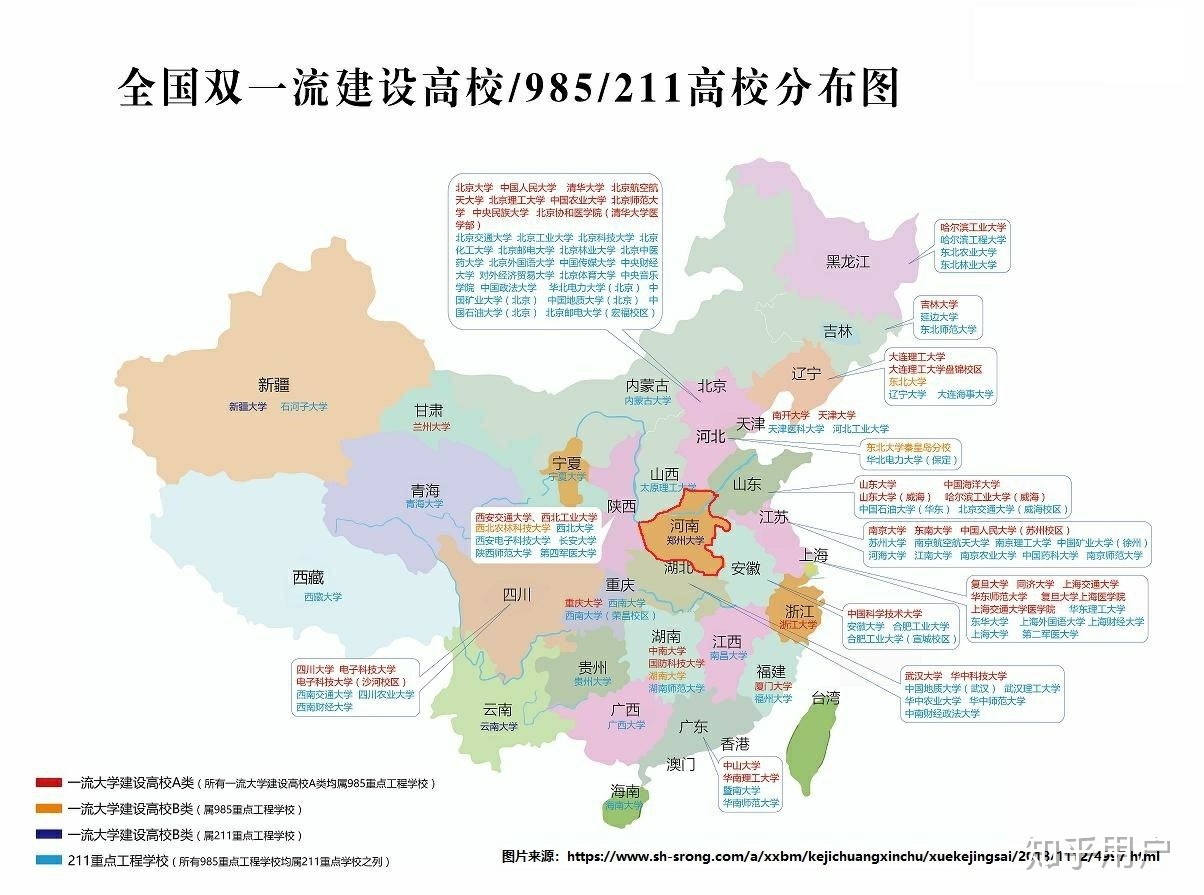 全国双一流建设高校/985/211高校分布图
北京大学 中国人民大学 清华大学 北京航空航
天大学 北京理工大学 中国农业大学 北京师范大
学 中央民族大学 北京协和医学院（清华大学医
学部）
北京交通大学 北京工业大学 北京科技大学 北京
化工大学 北京邮电大学 北京林业大学 北京中医
药大学 北京外国语大学 中国传媒大学 中央财经
大学 对外经济贸易大学 北京体育大学 中央音乐
学院 中国政法大学 华北电力大学（北京） 中
国矿业大学（北京） 中国地质大学（北京） 中
国石油大学（北京） 北京邮电大学（宏福校区）
黑龙江
哈尔滨工业大学
哈尔滨工程大学
东北农业大学
东北林业大学
吉林
吉林大学
延边大学
东北师范大学
辽宁
大连理工大学
大连理工大学盘锦校区
东北大学
辽宁大学 大连海事大学
新疆
新疆大学 石河子大学
甘肃
兰州大学
内蒙古
内蒙古大学
北京
天津
南开大学 天津大学
天津医科大学 河北工业大学
河北
东北大学秦皇岛分校
华北电力大学（保定）
宁夏
宁夏大学
山西
太原理工大学
山东
山东大学 中国海洋大学
山东大学（威海） 哈尔滨工业大学（威海）
中国石油大学（华东） 北京交通大学（威海校区）
青海
青海大学
陕西
西安交通大学、西北工业大学
西北农林科技大学 西北大学
西安电子科技大学 长安大学
陕西师范大学 第四军医大学
河南
郑州大学
江苏
南京大学 东南大学 中国人民大学（苏州校区）
苏州大学 南京航空航天大学 南京理工大学 中国矿业大学（徐州）
河海大学 江南大学 南京农业大学 中国药科大学 南京师范大学
上海
复旦大学 同济大学 上海交通大学
华东师范大学 复旦大学上海医学院
上海交通大学医学院 华东理工大学
东华大学 上海外国语大学 上海财经大学
上海大学 第二军医大学
西藏
西藏大学
四川
重庆
重庆大学 西南大学
西南大学（荣昌校区）
湖北
安徽
中国科学技术大学
安徽大学 合肥工业大学
合肥工业大学（宣城校区）
浙江
浙江大学
四川大学 电子科技大学
电子科技大学（沙河校区）
西南交通大学 四川农业大学
西南财经大学
贵州
贵州大学
湖南
中南大学
国防科技大学
湖南大学
湖南师范大学
江西
南昌大学
福建
厦门大学
福州大学
武汉大学 华中科技大学
中国地质大学（武汉） 武汉理工大学
华中农业大学 华中师范大学
中南财经政法大学
云南
云南大学
广西
广西大学
广东
香港
澳门
台湾
中山大学
华南理工大学
暨南大学
华南师范大学
海南
海南大学
一流大学建设高校A类（所有一流大学建设高校A类均属985重点工程学校）
一流大学建设高校B类（属985重点工程学校）
一流大学建设高校B类（属211重点工程学校）
211重点工程学校（所有985重点工程学校均属211重点学校之列）
图片来源：https://www.sh-srong.com/a/xxbm/kejichuangxinchu/xuekejingsai/2018/1112/4997.html
知乎用户